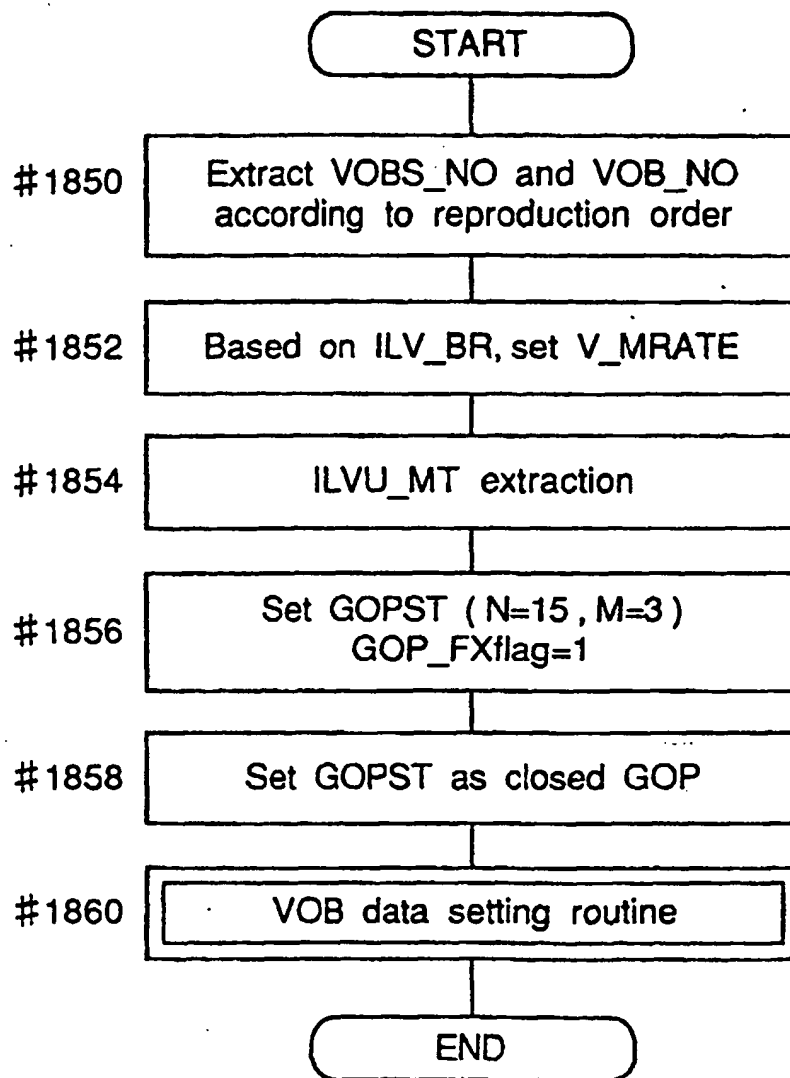 START
#1850
Extract VOBS_NO and VOB_NO
according to reproduction order
#1852
Based on ILV_BR, set V_MRATE
#1854
ILVU_MT extraction
#1856
Set GOPST ( N=15 , M=3 )
GOP_FXflag=1
#1858
Set GOPST as closed GOP
#1860
VOB data setting routine
END